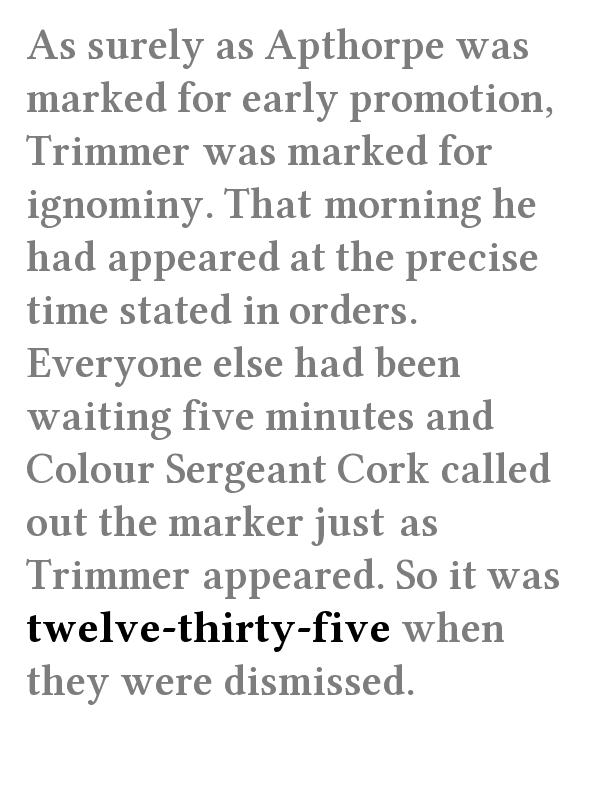 As surely as Apthorpe was
marked for early promotion,
Trimmer was marked for
ignominy. That morning he
had appeared at the precise
time stated in orders.
Everyone else had been
waiting five minutes and
Colour Sergeant Cork called
out the marker just as
Trimmer appeared. So it was
twelve-thirty-five when
they were dismissed.